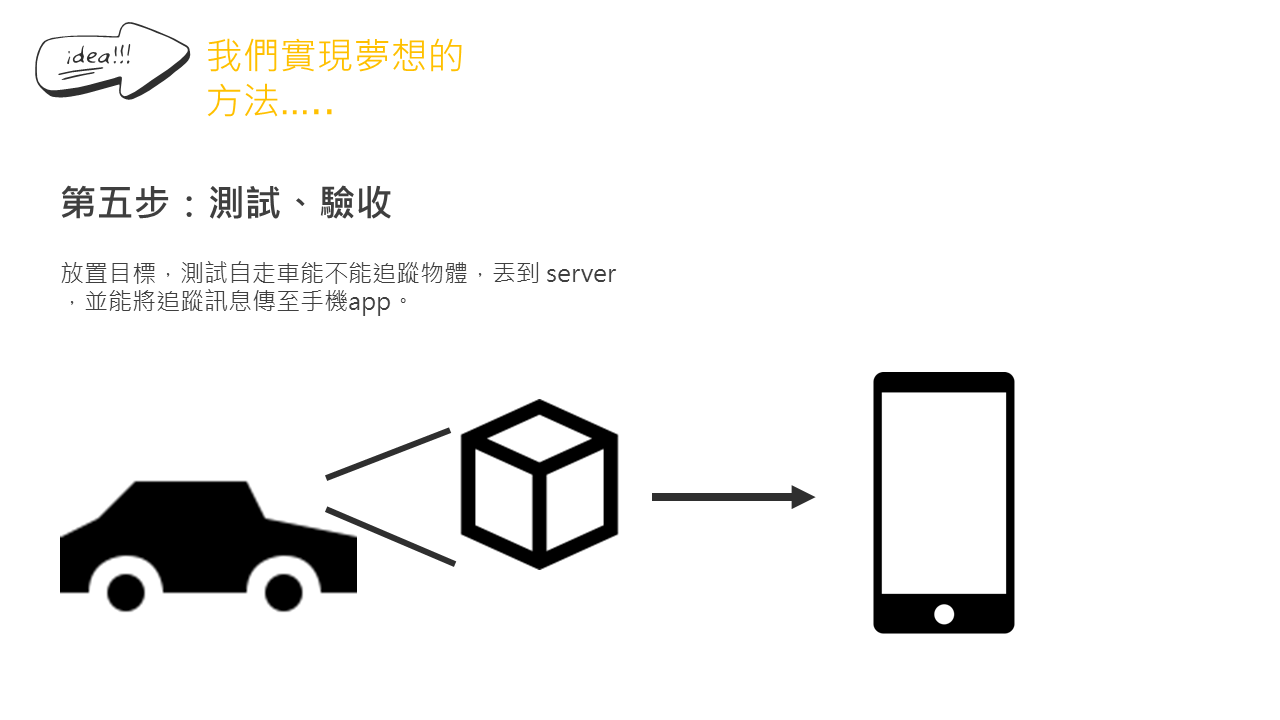 idea!!!
我們實現夢想的
方法…..
第五步：測試、驗收
放置目標，測試自走車能不能追蹤物體，丟到 server
，並能將追蹤訊息傳至手機app。